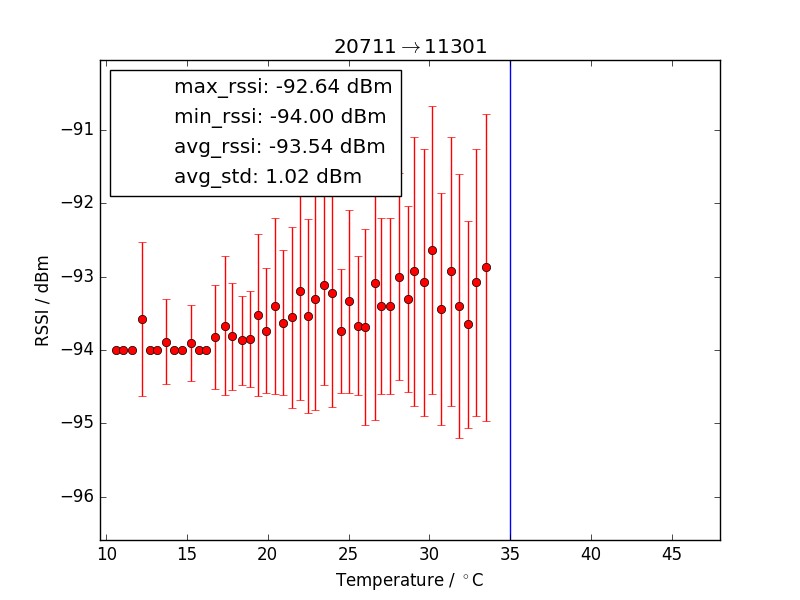 20711→11301
max_rssi: -92.64 dBm
min_rssi: -94.00 dBm
avg_rssi: -93.54 dBm
avg_std: 1.02 dBm
−91
−92
−93
−94
−95
−96
RSSI / dBm
10 15 20 25 30 35 40 45
Temperature / °C